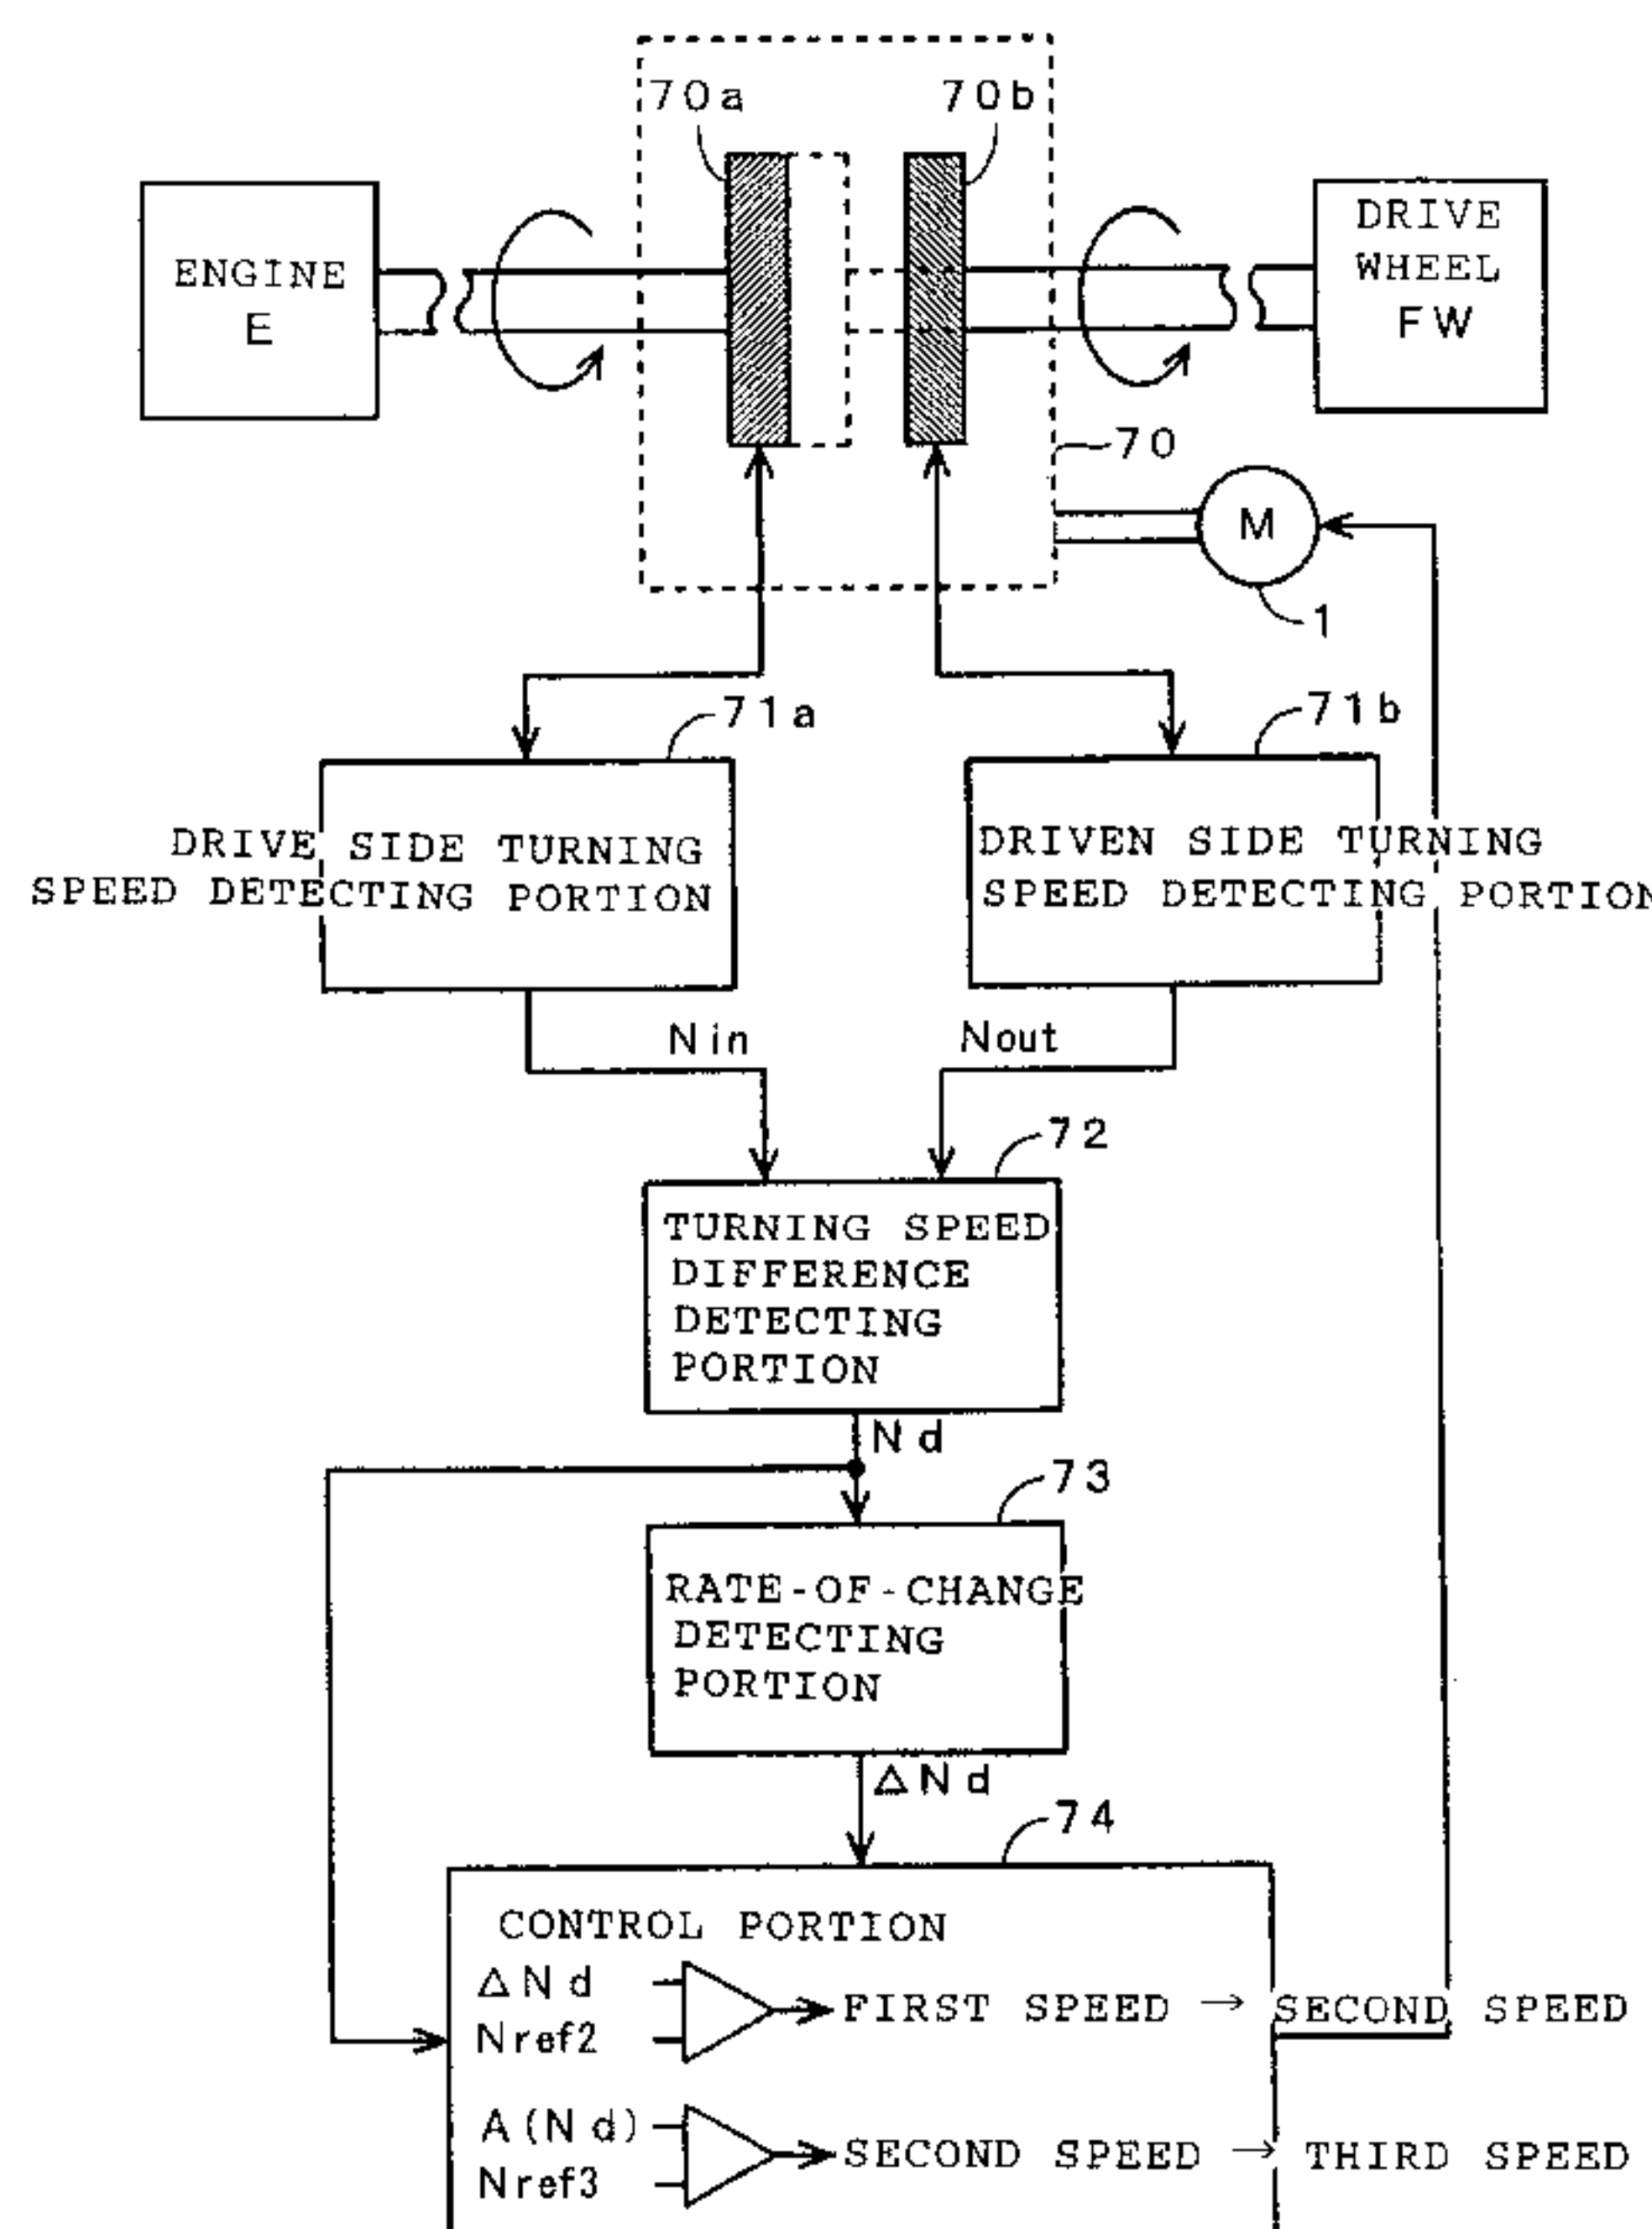 70a
70b
ENGINE
E
DRIVE
WHEEL
FW
70
M
1
71a
71b
DRIVE SIDE TURNING
SPEED DETECTING PORTION
DRIVEN SIDE TURNING
SPEED DETECTING PORTION
Nin
Nout
72
TURNING SPEED
DIFFERENCE
DETECTING
PORTION
Nd
73
RATE-OF-CHANGE
DETECTING
PORTION
ΔNd
74
CONTROL PORTION
ΔNd
Nref2
FIRST SPEED → SECOND SPEED
A(Nd)
Nref3
SECOND SPEED → THIRD SPEED